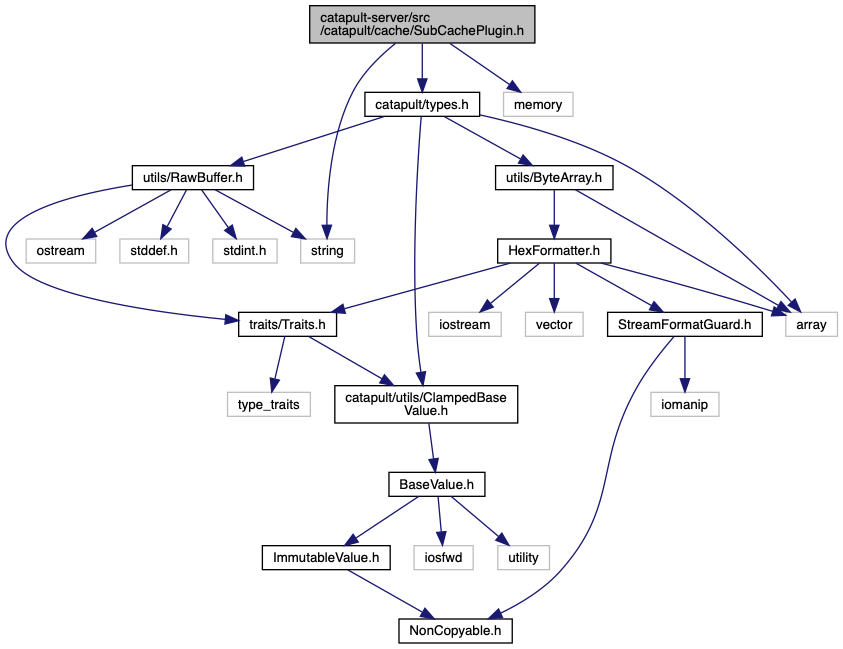 catapult-server/src
/catapult/cache/SubCachePlugin.h
catapult/types.h
memory
utils/RawBuffer.h
utils/ByteArray.h
ostream
stddef.h
stdint.h
string
HexFormatter.h
traits/Traits.h
iostream
vector
StreamFormatGuard.h
array
type_traits
catapult/utils/ClampedBase
Value.h
iomanip
BaseValue.h
ImmutableValue.h
iosfwd
utility
NonCopyable.h